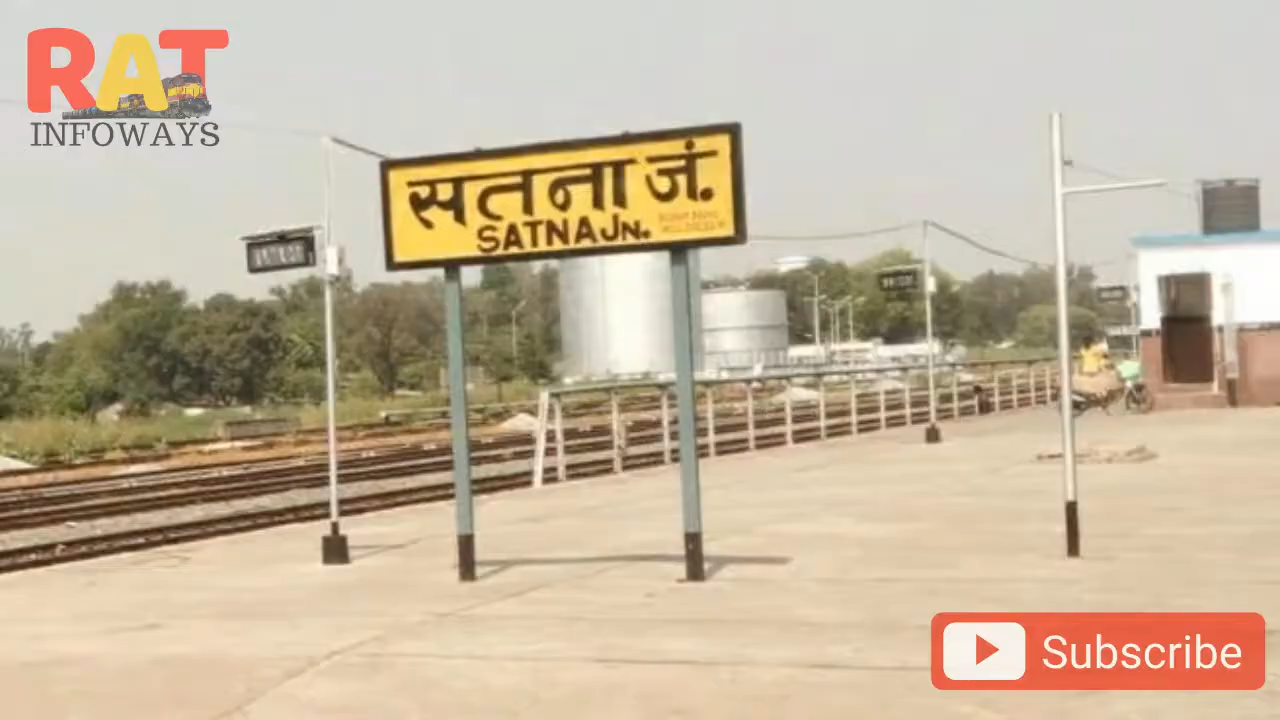 RAT
INFOWAYS
सतना जं.
SATNA JN.
Subscribe